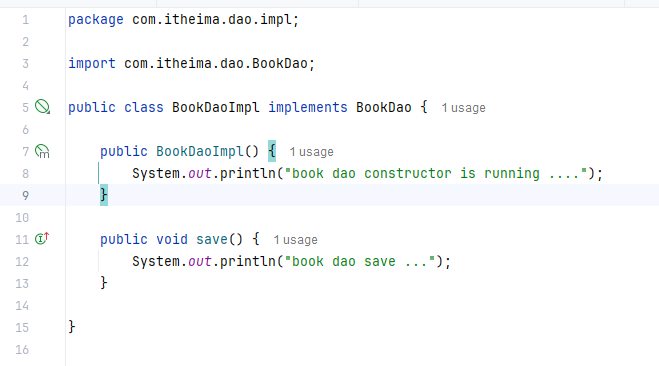 1 package com.itheima.dao.impl;
2
3 import com.itheima.dao.BookDao;
4
5 public class BookDaoImpl implements BookDao { 1 usage
6
7 public BookDaoImpl() { 1 usage
8 System.out.println("book dao constructor is running ....");
9 }
10
11 public void save() { 1 usage
12 System.out.println("book dao save ...");
13 }
14
15 }
16